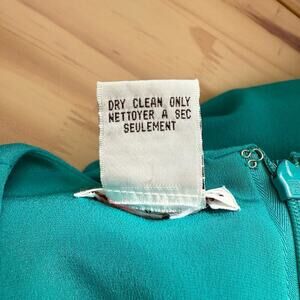 DRY CLEAN ONLY
NETTOYER A SEC
SEULEMENT